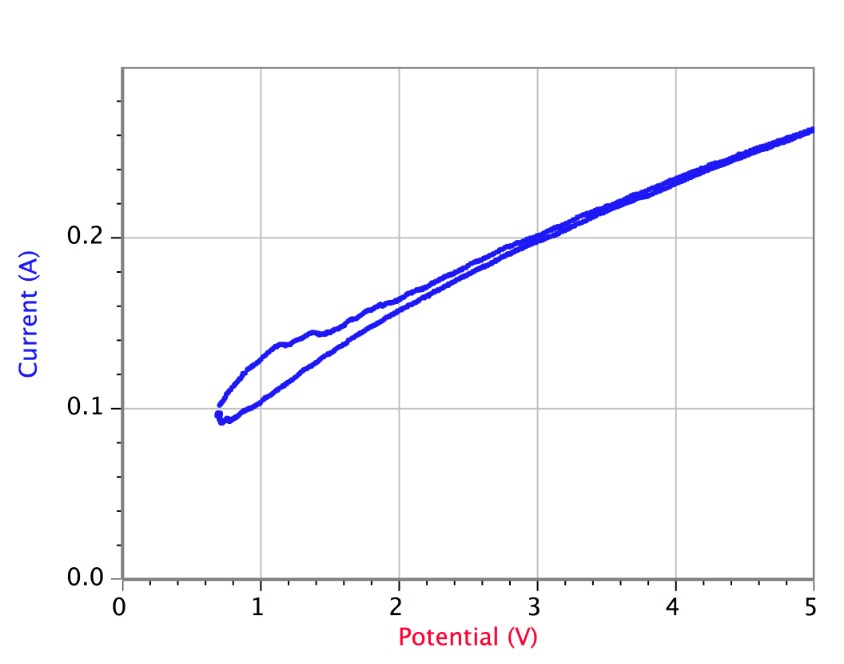 Current (A)
0.2
0.1
0.0
0 1 2 3 4 5
Potential (V)